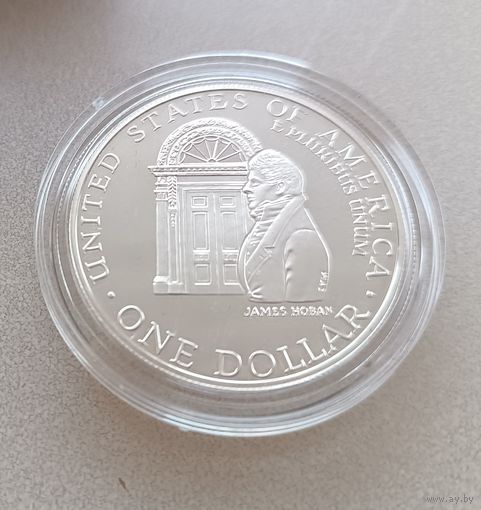 UNITED STATES OF AMERICA
E PLURIBUS UNUM
JAMES HOBAN
· ONE DOLLAR ·
www.ay.by